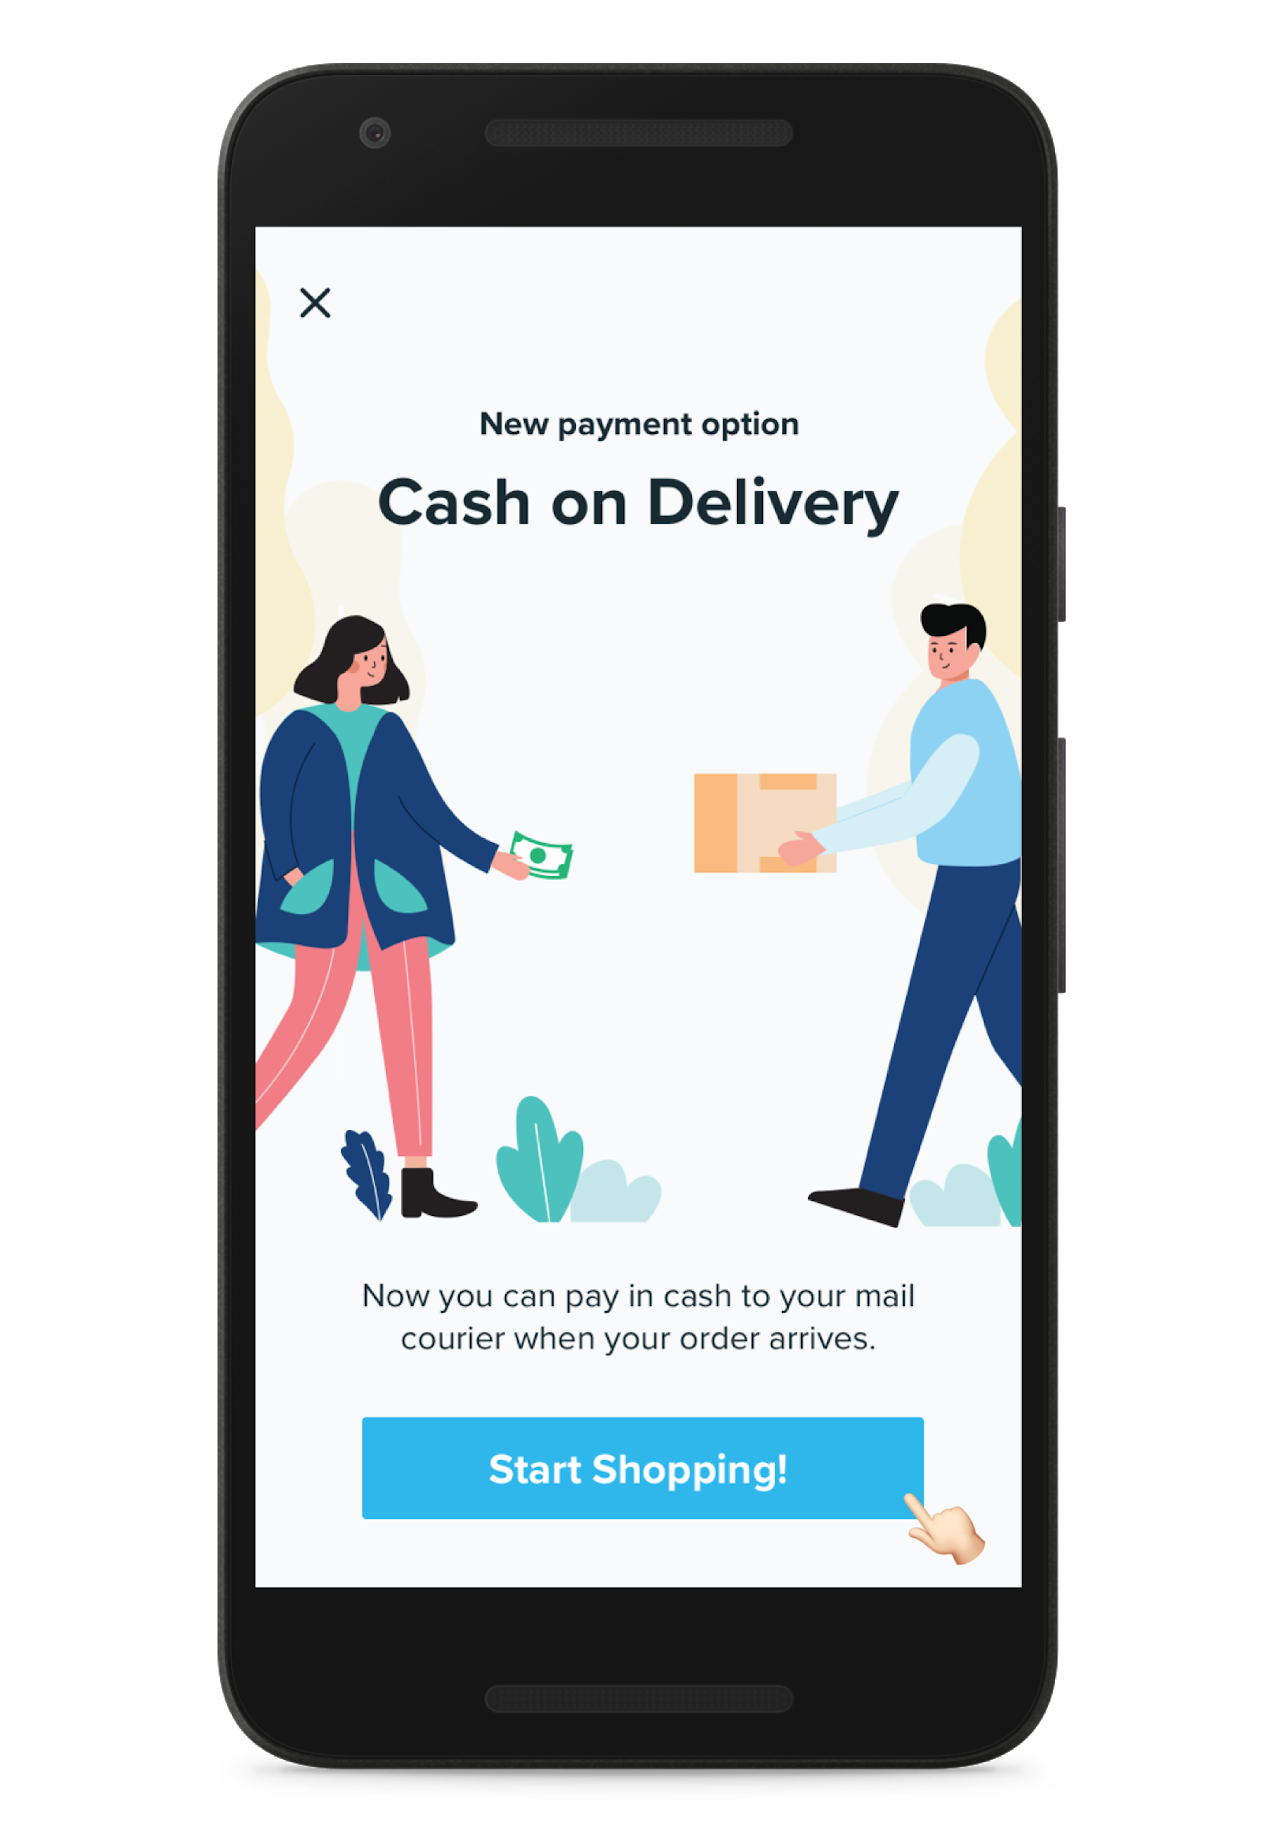 New payment option
Cash on Delivery
Now you can pay in cash to your mail
courier when your order arrives.
Start Shopping!